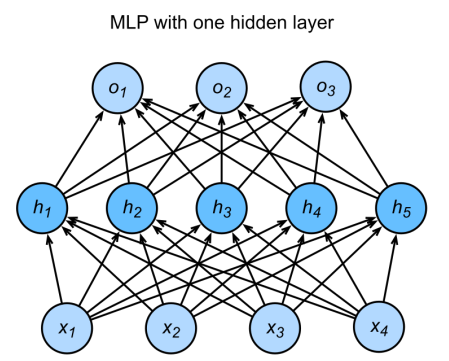 MLP with one hidden layer
o1 o2 o3
h1 h2 h3 h4 h5
x1 x2 x3 x4